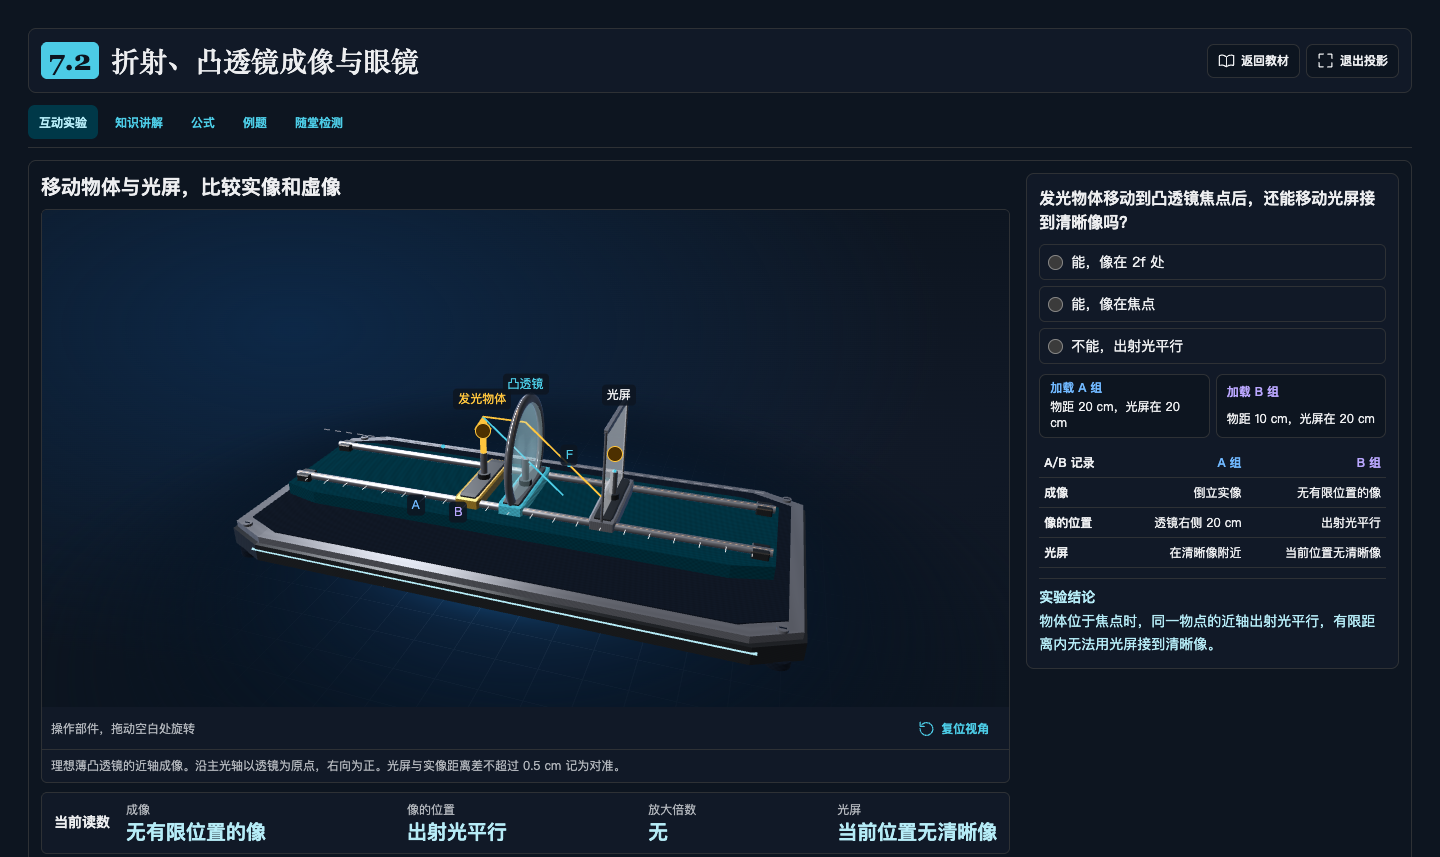 7.2 折射、凸透镜成像与眼镜
返回教材
退出投影
互动实验
知识讲解
公式
例题
随堂检测
移动物体与光屏，比较实像和虚像
凸透镜
发光物体
光屏
F
A
B
操作部件，拖动空白处旋转
复位视角
理想薄凸透镜的近轴成像。沿主光轴以透镜为原点，右向为正。光屏与实像距离差不超过 0.5 cm 记为对准。
当前读数
成像
无有限位置的像
像的位置
出射光平行
放大倍数
无
光屏
当前位置无清晰像
发光物体移动到凸透镜焦点后，还能移动光屏接
到清晰像吗？
能，像在 2f 处
能，像在焦点
不能，出射光平行
加载 A 组
物距 20 cm，光屏在 20
cm
加载 B 组
物距 10 cm，光屏在 20 cm
A/B 记录 A 组 B 组
成像 倒立实像 无有限位置的像
像的位置 透镜右侧 20 cm 出射光平行
光屏 在清晰像附近 当前位置无清晰像
实验结论
物体位于焦点时，同一物点的近轴出射光平行，有限距
离内无法用光屏接到清晰像。